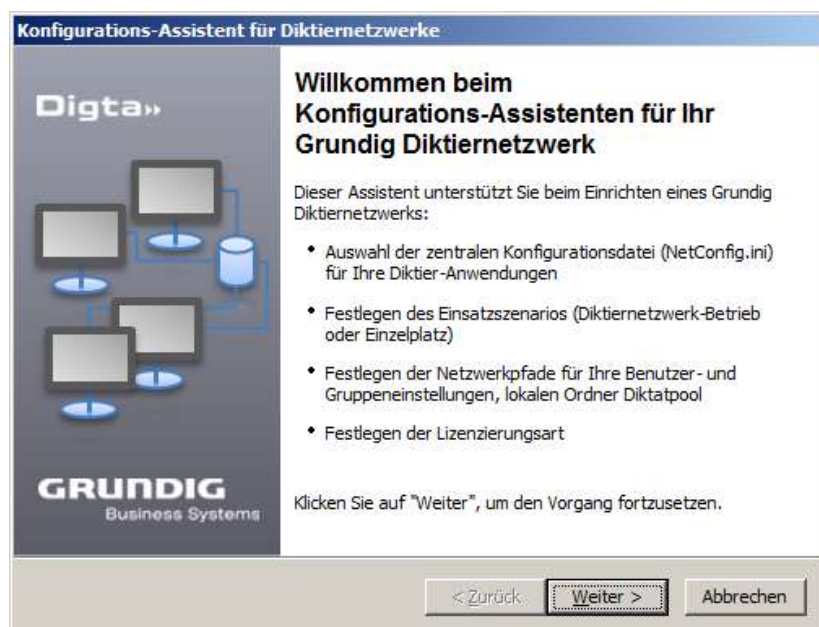 Konfigurations-Assistent für Diktiernetzwerke
Digta»
Willkommen beim
Konfigurations-Assistenten für Ihr
Grundig Diktiernetzwerk
Dieser Assistent unterstützt Sie beim Einrichten eines Grundig
Diktiernetzwerks:
• Auswahl der zentralen Konfigurationsdatei (NetConfig.ini)
für Ihre Diktier-Anwendungen
• Festlegen des Einsatzszenarios (Diktiernetzwerk-Betrieb
oder Einzelplatz)
• Festlegen der Netzwerkpfade für Ihre Benutzer- und
Gruppeneinstellungen, lokalen Ordner Diktatpool
• Festlegen der Lizenzierungsart
GRUNDIG
Business Systems
Klicken Sie auf "Weiter", um den Vorgang fortzusetzen.
< Zurück
Weiter >
Abbrechen